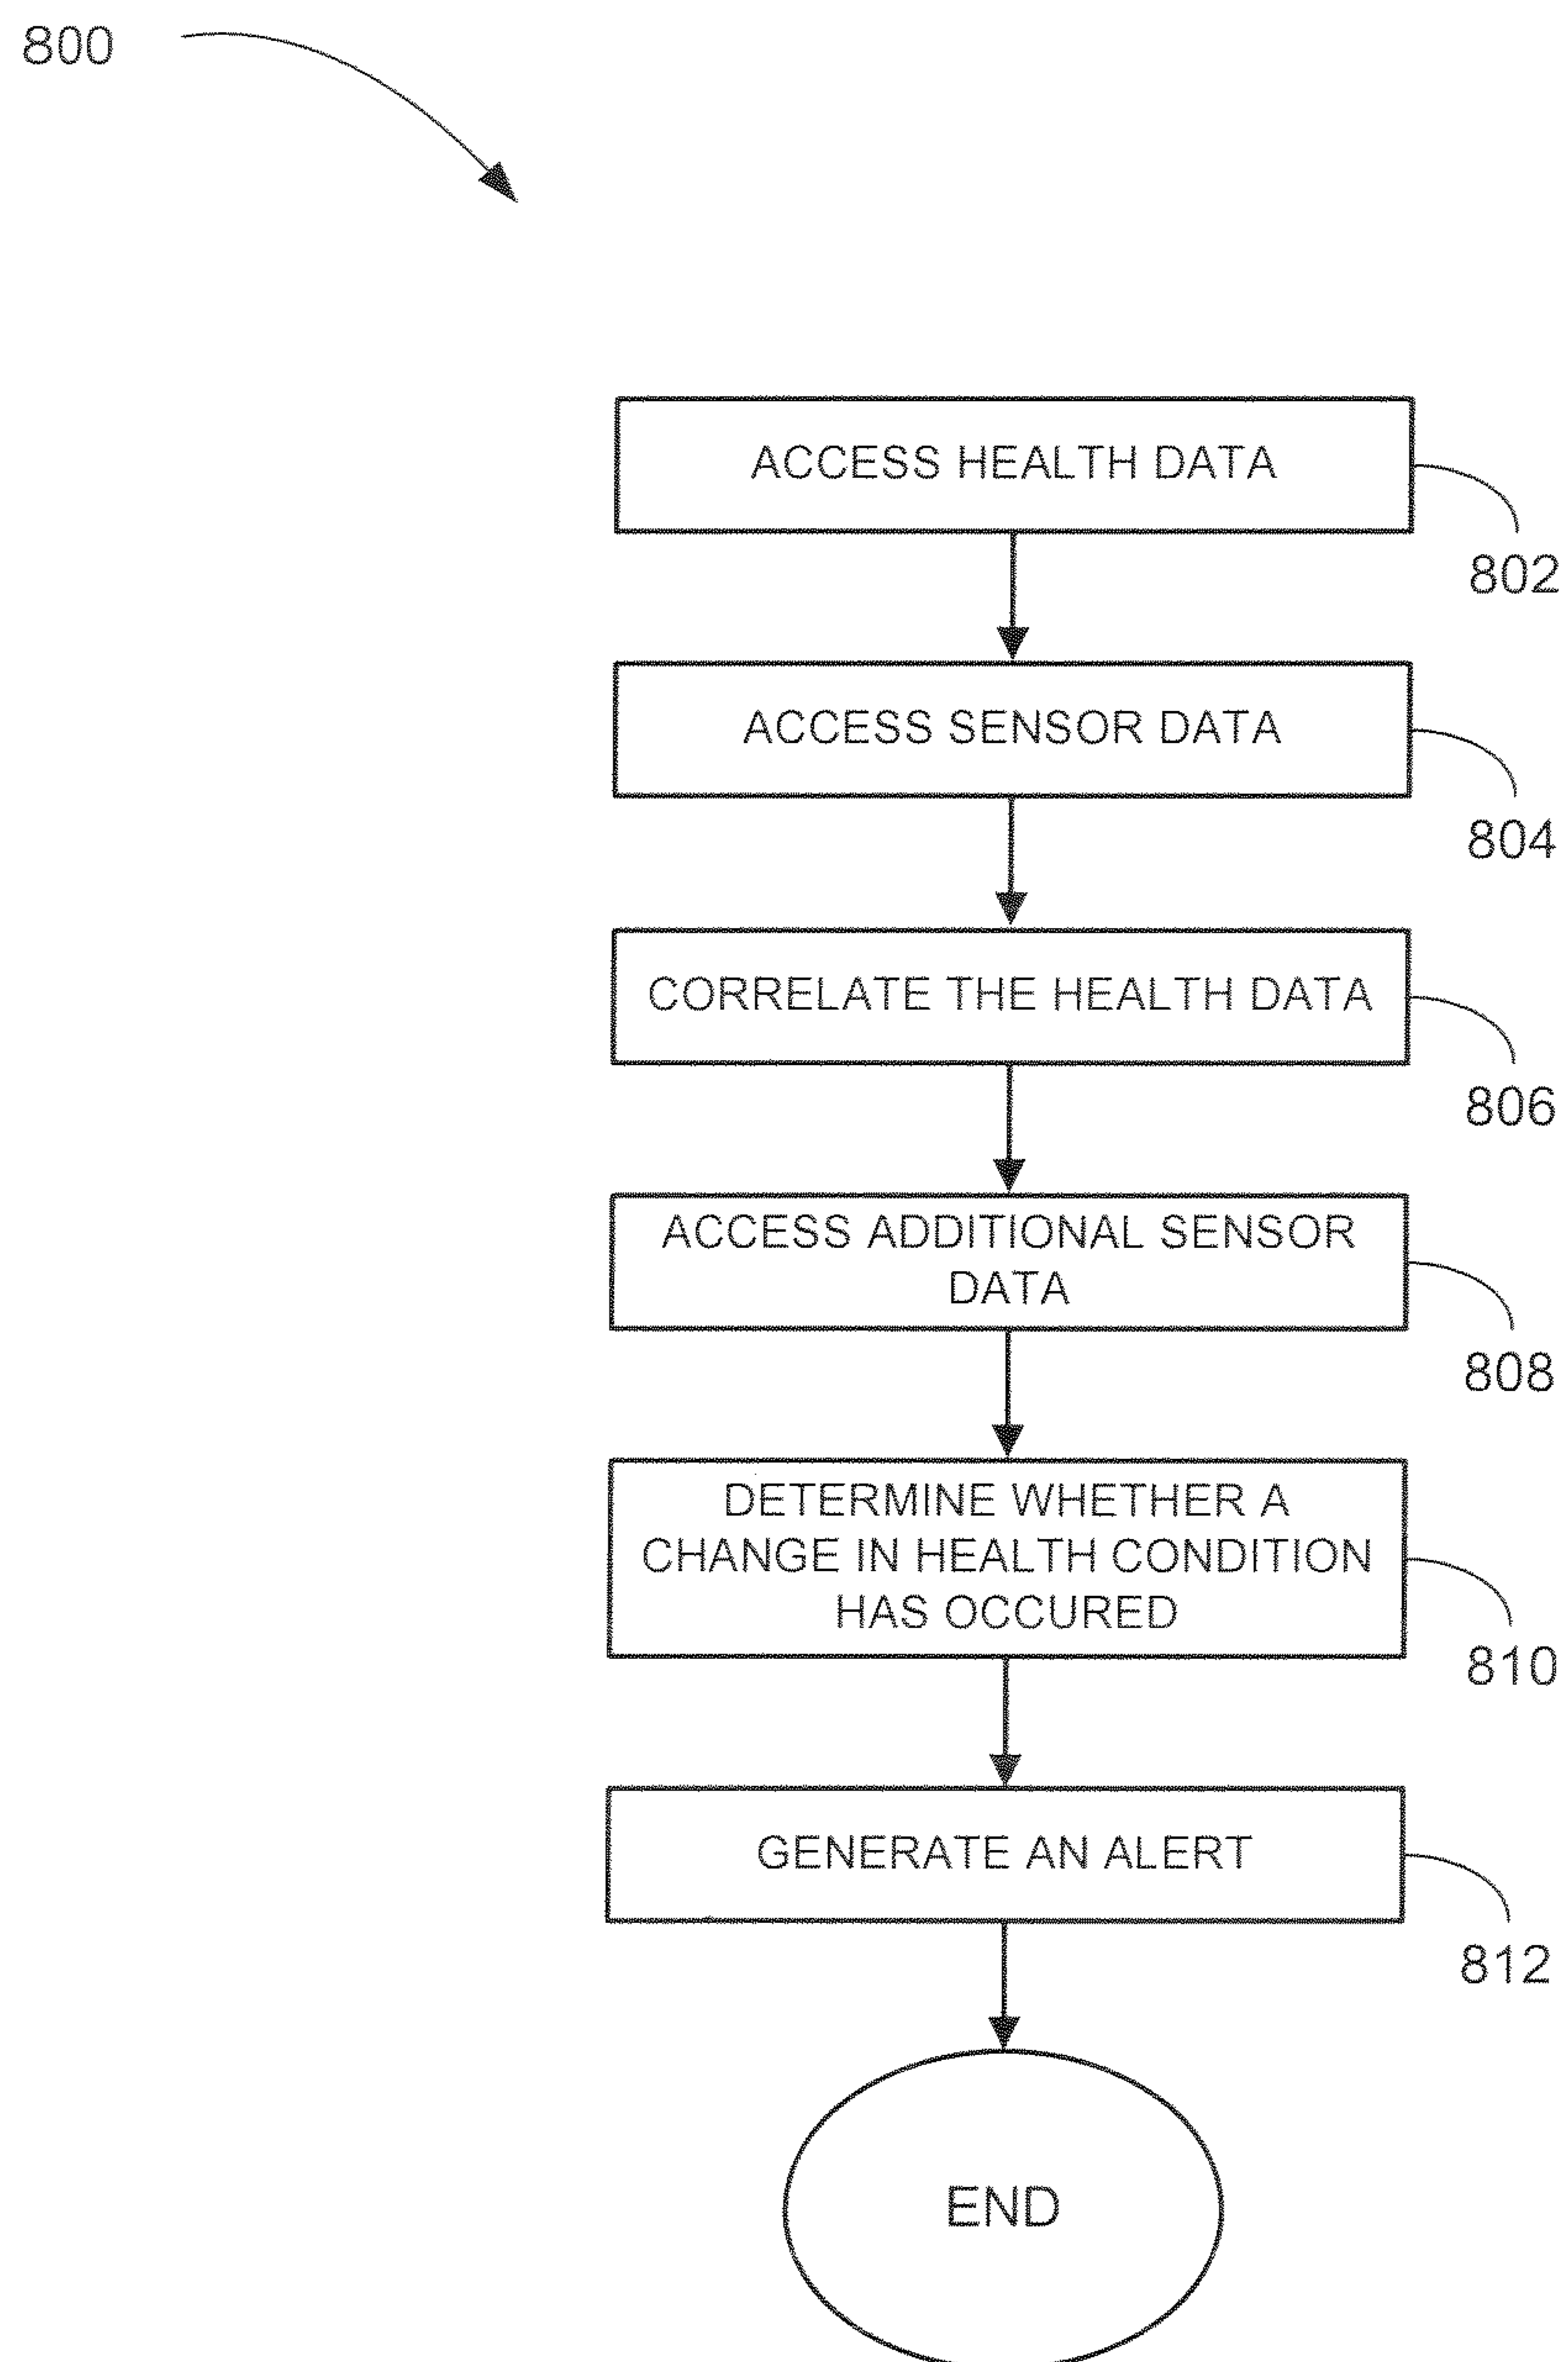 800
ACCESS HEALTH DATA
802
ACCESS SENSOR DATA
804
CORRELATE THE HEALTH DATA
806
ACCESS ADDITIONAL SENSOR
DATA
808
DETERMINE WHETHER A
CHANGE IN HEALTH CONDITION
HAS OCCURED
810
GENERATE AN ALERT
812
END